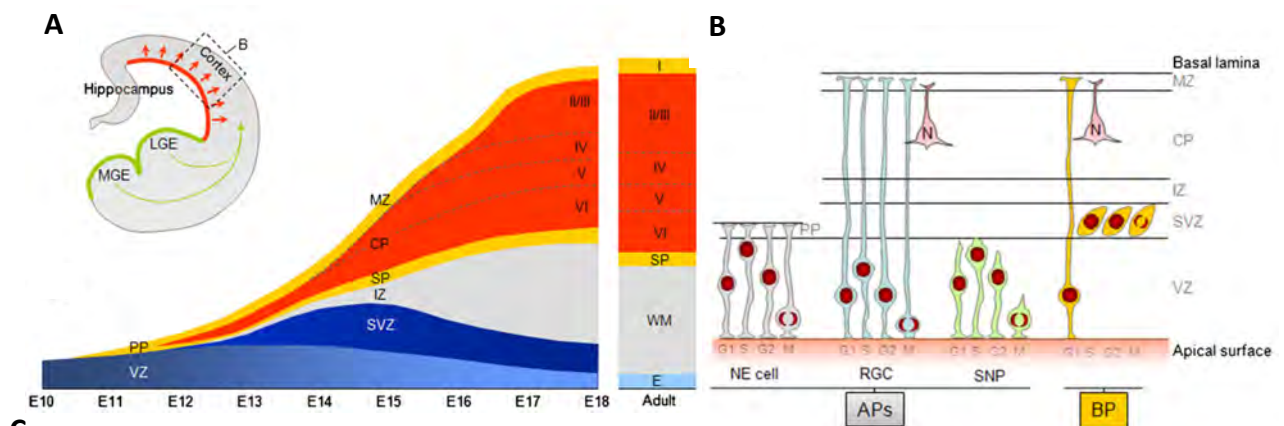 A
B
Cortex
Hippocampus
LGE
MGE
I
II/III
II/III
IV
IV
V
V
VI
VI
MZ
CP
SP
SP
IZ
SVZ
WM
PP
VZ
E
E10 E11 E12 E13 E14 E15 E16 E17 E18 Adult
B
Basal lamina
MZ
N N
CP
IZ
SVZ
PP
VZ
G1 S G2 M G1 S G2 M G1 S G2 M G1 S G2 M
Apical surface
NE cell RGC SNP
APs BP